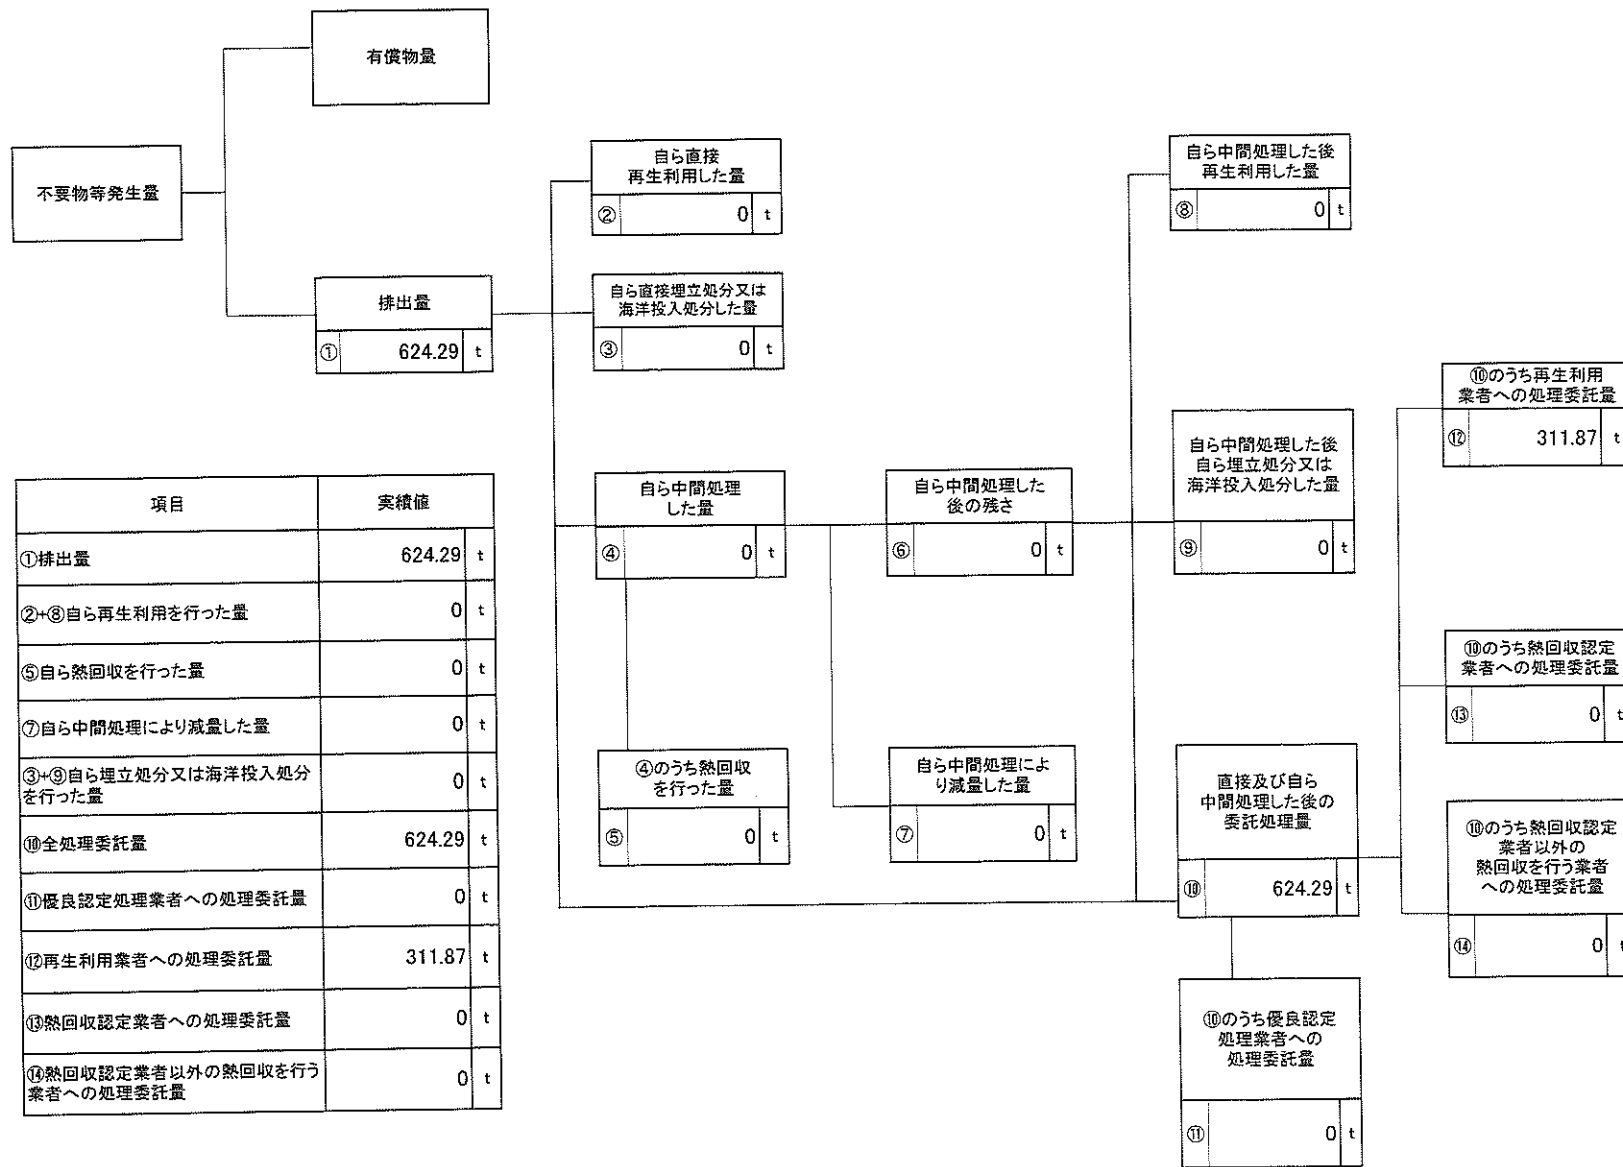 有償物量
不要物等発生量
排出量
① 624.29 t
自ら直接
再生利用した量
② 0 t
自ら直接埋立処分又は
海洋投入処分した量
③ 0 t
自ら中間処理
した量
④ 0 t
④のうち熱回収
を行った量
⑤ 0 t
自ら中間処理した
後の残さ
⑥ 0 t
自ら中間処理によ
り減量した量
⑦ 0 t
自ら中間処理した後
再生利用した量
⑧ 0 t
自ら中間処理した後
自ら埋立処分又は
海洋投入処分した量
⑨ 0 t
直接及び自ら
中間処理した後の
委託処理量
⑩ 624.29 t
⑩のうち優良認定
処理業者への
処理委託量
⑪ 0 t
⑩のうち再生利用
業者への処理委託量
⑫ 311.87 t
⑩のうち熱回収認定
業者への処理委託量
⑬ 0 t
⑩のうち熱回収認定
業者以外の
熱回収を行う業者
への処理委託量
⑭ 0 t
項目 実績値
①排出量 624.29 t
②+⑧自ら再生利用を行った量 0 t
⑤自ら熱回収を行った量 0 t
⑦自ら中間処理により減量した量 0 t
③+⑨自ら埋立処分又は海洋投入処分
を行った量 0 t
⑩全処理委託量 624.29 t
⑪優良認定処理業者への処理委託量 0 t
⑫再生利用業者への処理委託量 311.87 t
⑬熱回収認定業者への処理委託量 0 t
⑭熱回収認定業者以外の熱回収を行う
業者への処理委託量 0 t